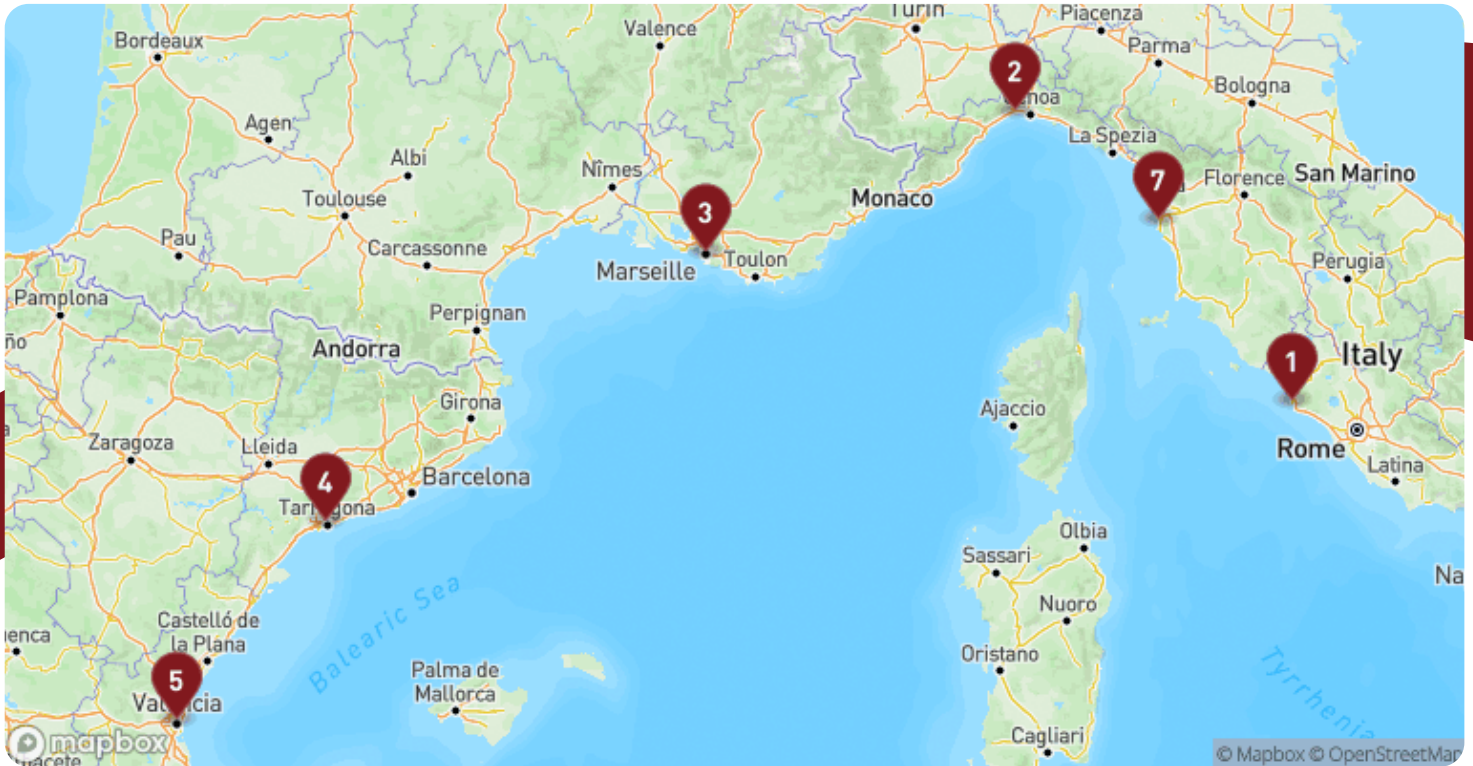 Bordeaux
Valence
Turin
Piacenza
Parma
Bologna
2
Agen
Albi
Nîmes
La Spezia
7
Florence
San Marino
Toulouse
Monaco
3
Pau
Carcassonne
Marseille
Toulon
Perugia
Pamplona
Perpignan
Andorra
1
Italy
Girona
Ajaccio
Zaragoza
Lleida
Rome
Barcelona
Latina
4
Olbia
Sassari
Balearic Sea
Nuoro
Castelló de
la Plana
Oristano
Palma de
Mallorca
5
Tyrrhenia
Cagliari
mapbox
© Mapbox © OpenStreetMap